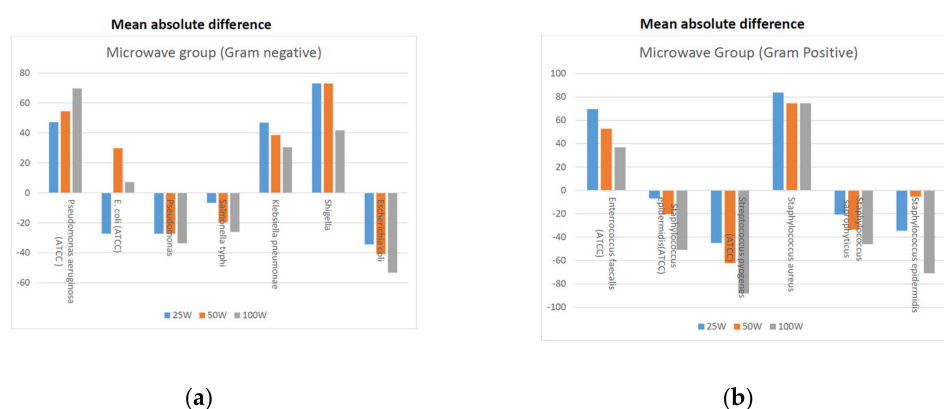 Mean absolute difference
Microwave group (Gram negative)
80
60
40
20
0
-20
-40
-60
Pseudomonas aeruginosa
(ATCC )
E. coli (ATCC)
Pseudomonas
Salmonella typhi
Klebsiella pneumonae
Shigella
Escherchia coli
25W 50W 100W
(a)
Mean absolute difference
Microwave Group (Gram Positive)
100
80
60
40
20
0
-20
-40
-60
-80
-100
Enterrococcus faecalis
(ATCC)
Staphylococcus
epidermidis(ATCC)
Streptococcus pyogenes
(ATCC)
Staphylococcus aureus
Staphylococcus
saprophyticus
Staphylococcus epidermidis
25W 50W 100W
(b)